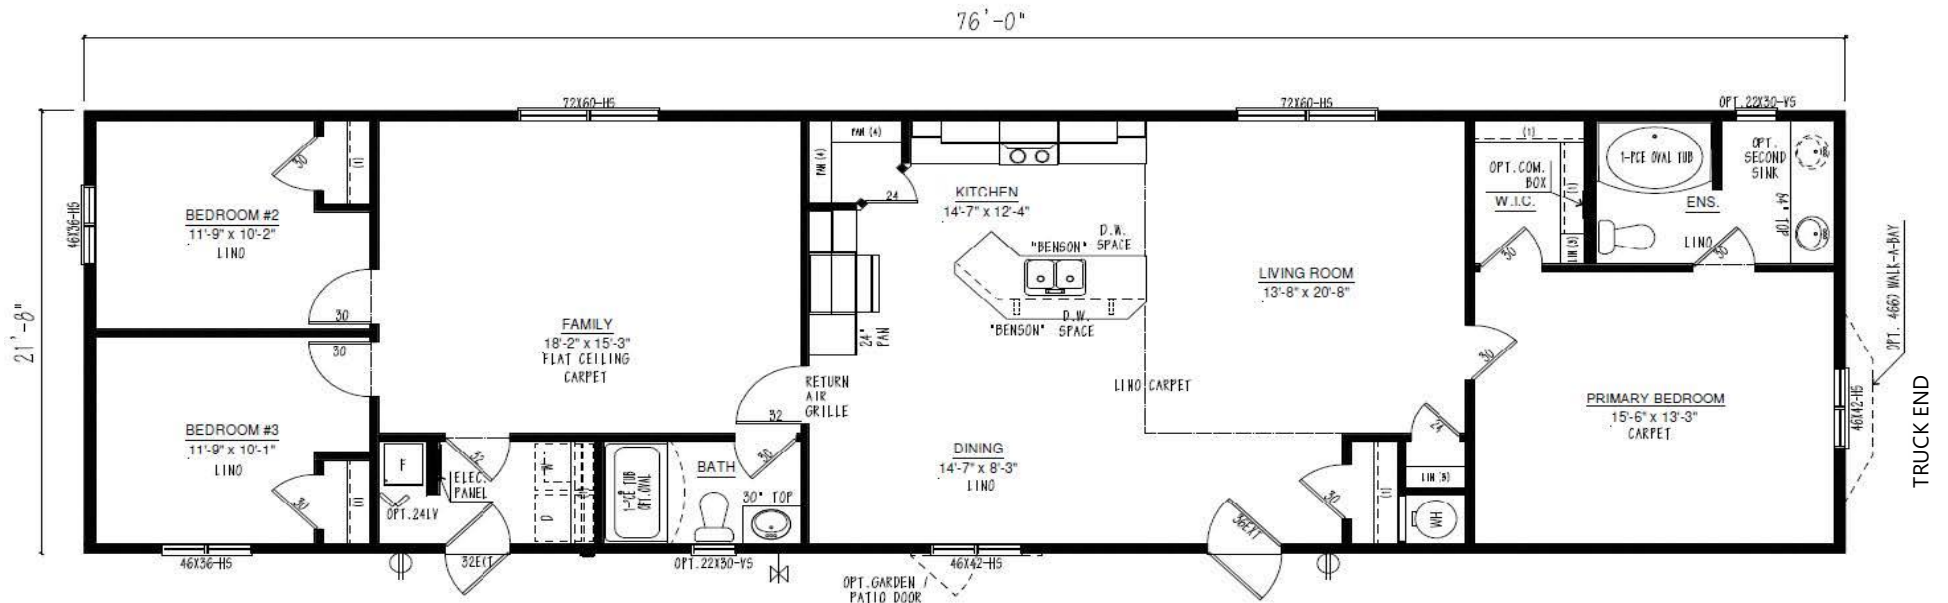 76'-0"
72X60-HS
72X60-HS
OPT.22X30-VS
21'-8"
46X36-HS
BEDROOM #2
11'-9" x 10'-2"
LINO
30
(1)
30
BEDROOM #3
11'-9" x 10'-1"
LINO
30
30
(1)
46X36-HS
FAMILY
18'-2" x 15'-3"
FLAT CEILING
CARPET
RETURN
AIR
GRILLE
32
F
32
ELEC.
PANEL
OPT.24LV
W
D
32EXT
1-PCE TUB
OPT.OVAL
BATH
30
30" TOP
OPT.22X30-VS
PAN (4)
PAN (4)
24
24"
PAN
KITCHEN
14'-7" x 12'-4"
"BENSON"
D.W.
SPACE
"BENSON"
D.W.
SPACE
LIVING ROOM
13'-8" x 20'-8"
LINO CARPET
DINING
14'-7" x 8'-3"
LINO
46X42-HS
OPT.GARDEN /
PATIO DOOR
36EXT
30
(1)
24
LIN (3)
WH
(1)
OPT.COM.
BOX
(1)
W.I.C.
LIN (3)
30
1-PCE OVAL TUB
OPT.
SECOND
SINK
ENS.
LINO
64" TOP
30
30
PRIMARY BEDROOM
15'-6" x 13'-3"
CARPET
46X42-HS
OPT. 4660 WALK-A-BAY
TRUCK END